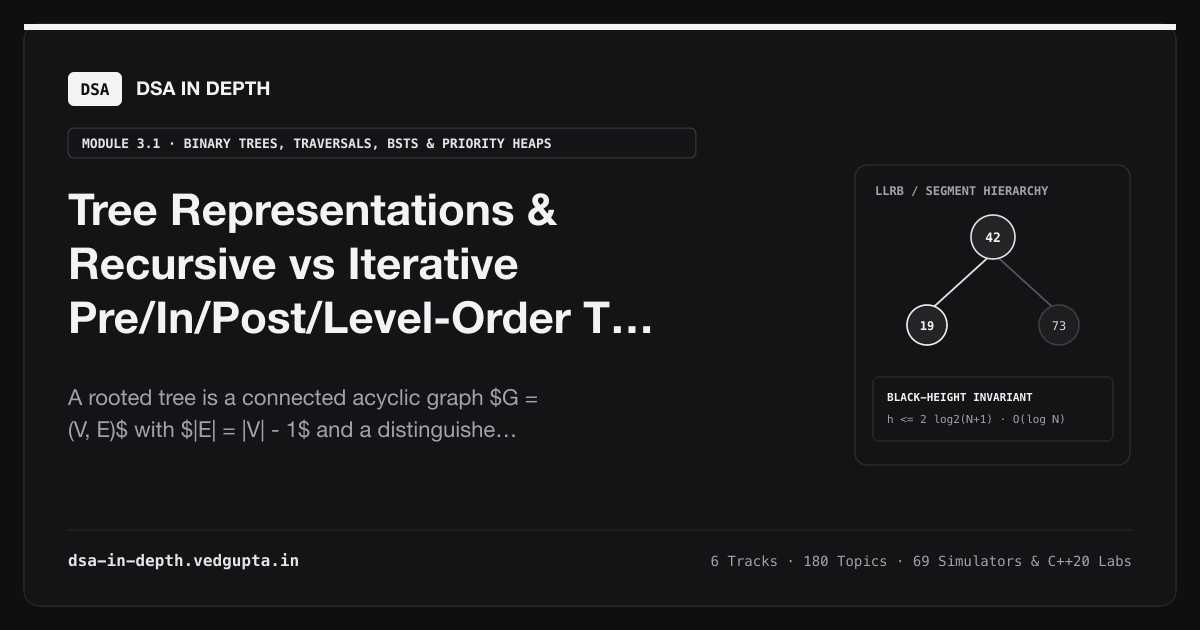 DSA
DSA IN DEPTH
MODULE 3.1 · BINARY TREES, TRAVERSALS, BSTS & PRIORITY HEAPS
Tree Representations &
Recursive vs Iterative
Pre/In/Post/Level-Order T...
A rooted tree is a connected acyclic graph $G =
(V, E)$ with $|E| = |V| - 1$ and a distinguishe...
LLRB / SEGMENT HIERARCHY
42
19
73
BLACK-HEIGHT INVARIANT
h <= 2 log2(N+1) · O(log N)
dsa-in-depth.vedgupta.in
6 Tracks · 180 Topics · 69 Simulators & C++20 Labs